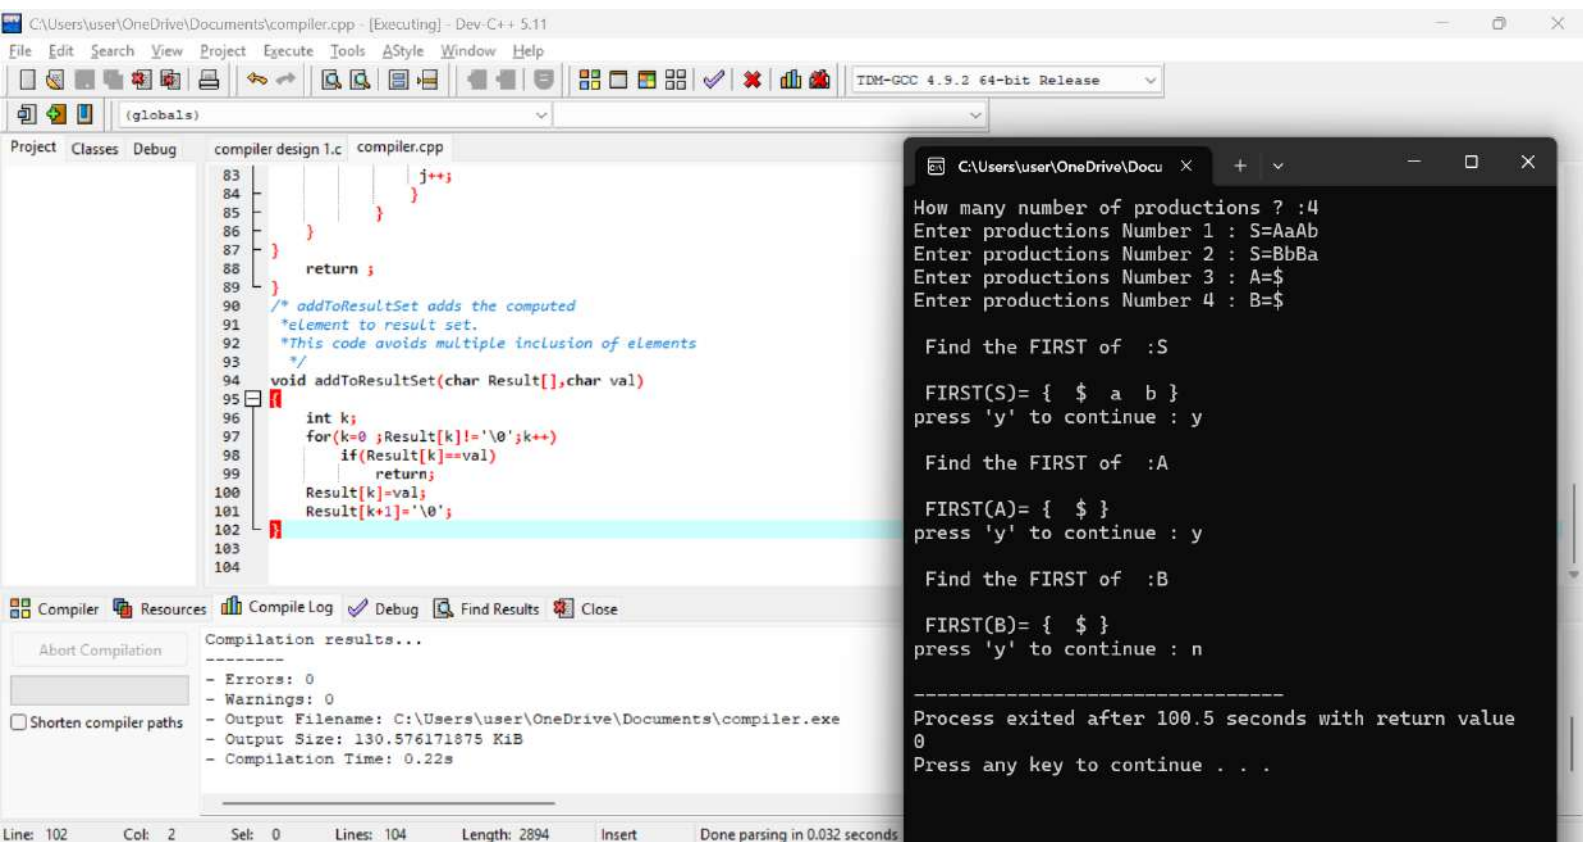 C:\Users\user\OneDrive\Documents\compiler.cpp - [Executing] - Dev-C++ 5.11
File Edit Search View Project Execute Tools AStyle Window Help
TDM-GCC 4.9.2 64-bit Release
(globals)
Project Classes Debug
compiler design 1.c compiler.cpp
83 j++;
84 }
85 }
86 }
87 }
88 return ;
89 }
90 /* addToResultSet adds the computed
91 *element to result set.
92 *This code avoids multiple inclusion of elements
93 */
94 void addToResultSet(char Result[],char val)
95 {
96 int k;
97 for(k=0 ;Result[k]!='\0';k++)
98 if(Result[k]==val)
99 return;
100 Result[k]=val;
101 Result[k+1]='\0';
102 }
103
104
Compiler Resources Compile Log Debug Find Results Close
Abort Compilation
Shorten compiler paths
Compilation results...
--------
- Errors: 0
- Warnings: 0
- Output Filename: C:\Users\user\OneDrive\Documents\compiler.exe
- Output Size: 130.576171875 KiB
- Compilation Time: 0.22s
Line: 102 Col: 2 Sel: 0 Lines: 104 Length: 2894 Insert Done parsing in 0.032 seconds
C:\Users\user\OneDrive\Docu
How many number of productions ? :4
Enter productions Number 1 : S=AaAb
Enter productions Number 2 : S=BbBa
Enter productions Number 3 : A=$
Enter productions Number 4 : B=$
Find the FIRST of :S
FIRST(S)= { $ a b }
press 'y' to continue : y
Find the FIRST of :A
FIRST(A)= { $ }
press 'y' to continue : y
Find the FIRST of :B
FIRST(B)= { $ }
press 'y' to continue : n
--------------------------------
Process exited after 100.5 seconds with return value
0
Press any key to continue . . .